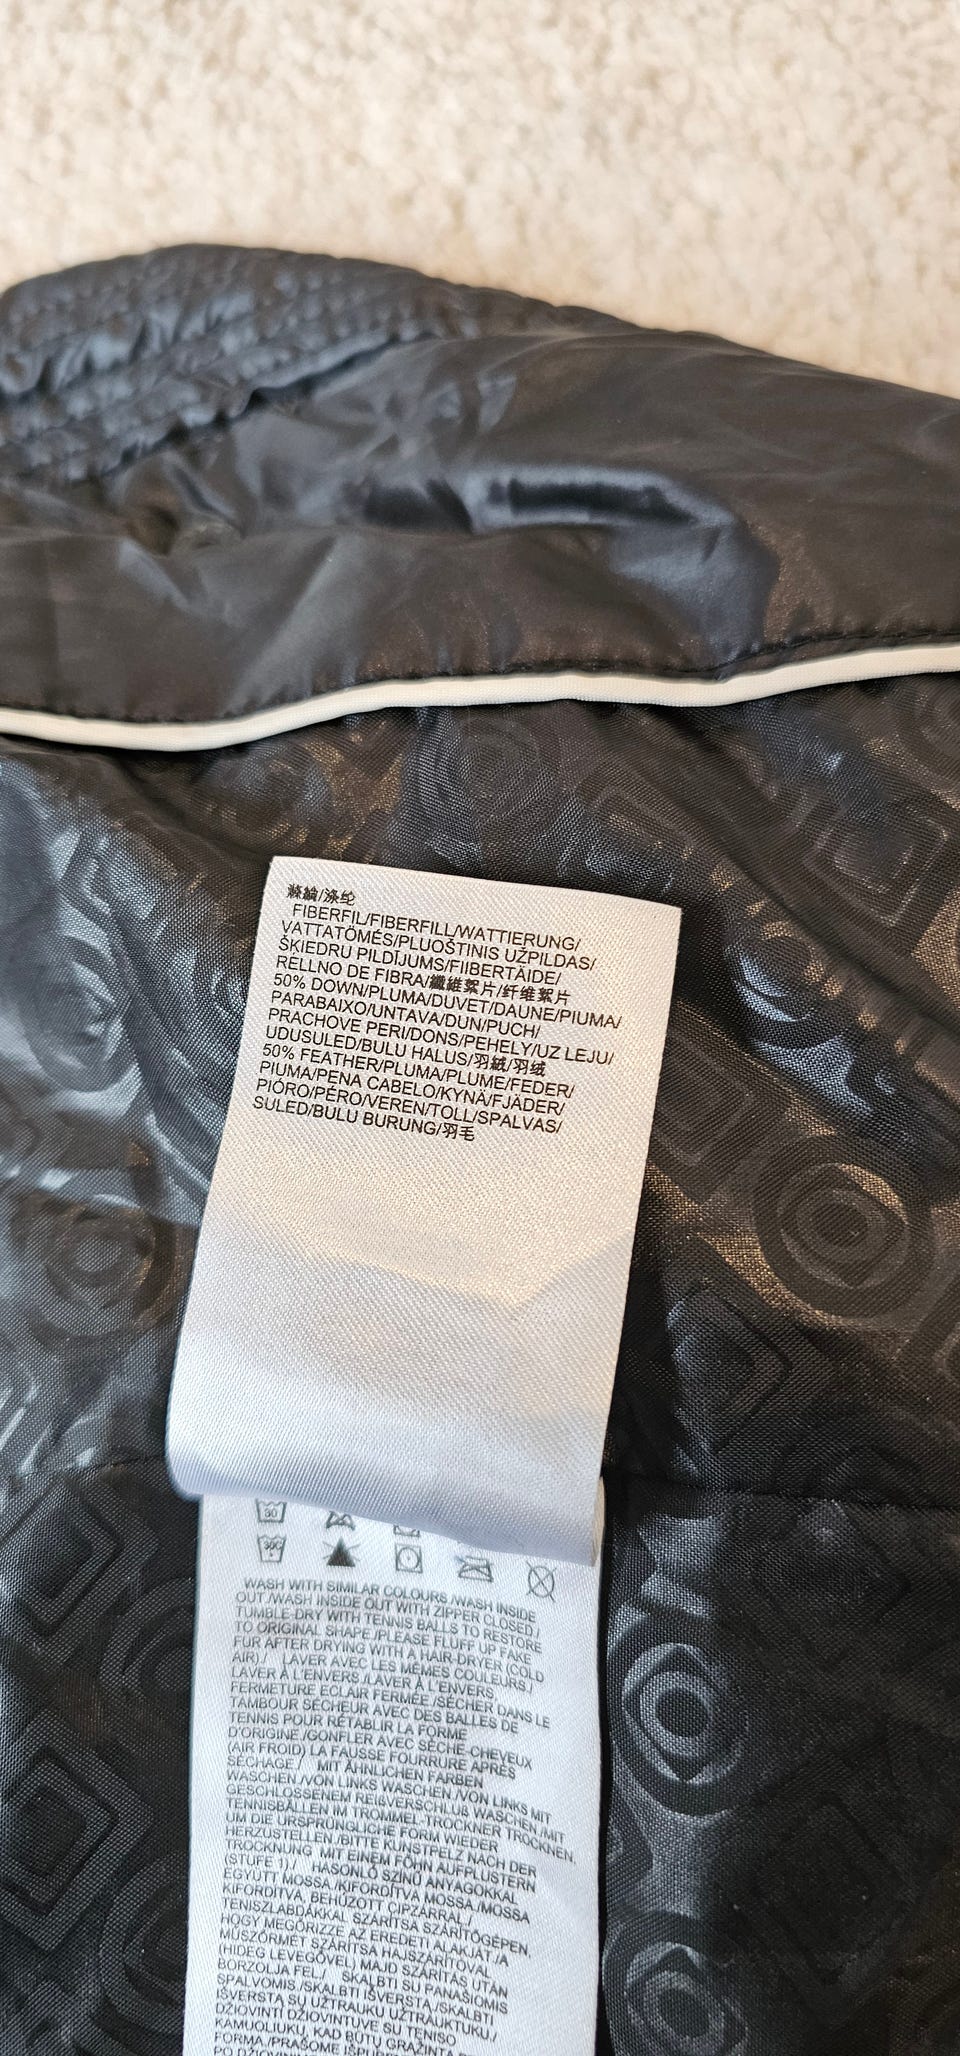 棘綸/涤纶
FIBERFIL/FIBERFILL/WATTIERUNG/
VATTATÖMÉS/PLUOŠTINIS UŽPILDAS/
ŠĶIEDRU PILDĪJUMS/FIIBERTÄIDE/
RELLNO DE FIBRA/纖維絮片/纤维絮片
50% DOWN/PLUMA/DUVET/DAUNE/PIUMA/
PARABAIXO/UNTAVA/DUN/PUCH/
PRACHOVE PERI/DONS/PEHELY/UZ LEJU/
UDUSULED/BULU HALUS/羽絨/羽绒
50% FEATHER/PLUMA/PLUME/FEDER/
PIUMA/PENA CABELO/KYNÄ/FJÄDER/
PIÓRO/PÉRO/VEREN/TOLL/SPALVAS/
SULED/BULU BURUNG/羽毛
30
30C
WASH WITH SIMILAR COLOURS /WASH INSIDE
OUT /WASH INSIDE OUT WITH ZIPPER CLOSED./
TUMBLE-DRY WITH TENNIS BALLS TO RESTORE
TO ORIGINAL SHAPE /PLEASE FLUFF UP FAKE
FUR AFTER DRYING WITH A HAIR-DRYER (COLD
AIR)./ LAVER AVEC LES MÊMES COULEURS /
LAVER À L'ENVERS /LAVER À L'ENVERS,
FERMETURE ECLAIR FERMÉE /SÉCHER DANS LE
TAMBOUR SÉCHEUR AVEC DES BALLES DE
TENNIS POUR RÉTABLIR LA FORME
D'ORIGINE./GONFLER AVEC SÈCHE-CHEVEUX
(AIR FROID) LA FAUSSE FOURRURE APRÈS
SÉCHAGE./ MIT ÄHNLICHEN FARBEN
WASCHEN /VON LINKS WASCHEN /VON LINKS MIT
GESCHLOSSENEM REIßVERSCHLUß WASCHEN /MIT
TENNISBÄLLEN IM TROMMEL-TROCKNER TROCKNEN,
UM DIE URSPRÜNGLICHE FORM WIEDER
HERZUSTELLEN /BITTE KUNSTPELZ NACH DER
TROCKNUNG MIT EINEM FÖHN AUFPLUSTERN
(STUFE 1)./ HASONLÓ SZÍNŰ ANYAGOKKAL
EGYÜTT MOSSA /KIFORDÍTVA MOSSA /MOSSA
KIFORDÍTVA, BEHÚZOTT CIPZÁRRAL./
TENISZLABDÁKKAL SZÁRÍTSA SZÁRÍTÓGÉPEN,
HOGY MEGŐRIZZE AZ EREDETI ALAKJÁT /A
MŰSZŐRMÉT SZÁRÍTSA HAJSZÁRÍTÓVAL
(HIDEG LEVEGŐVEL) MAJD SZÁRÍTÁS UTÁN
BORZOLJA FEL./ SKALBTI SU PANAŠIOMIS
SPALVOMIS /SKALBTI IŠVERSTĄ /SKALBTI
IŠVERSTĄ SU UŽTRAUKU UŽTRAUKTUKU./
DŽIOVINTI DŽIOVINTUVE SU TENISO
KAMUOLIUKU, KAD BŪTŲ GRAŽINTA
FORMA /PRAŠOME